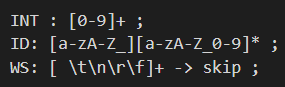 INT : [0-9]+ ;
ID: [a-zA-Z_][a-zA-Z_0-9]* ;
WS: [ \t\n\r\f]+ -> skip ;